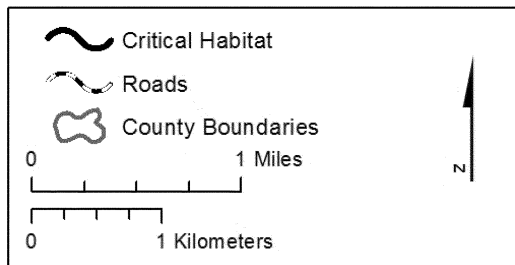 Critical Habitat
Roads
County Boundaries
0 1 Miles
0 1 Kilometers
N